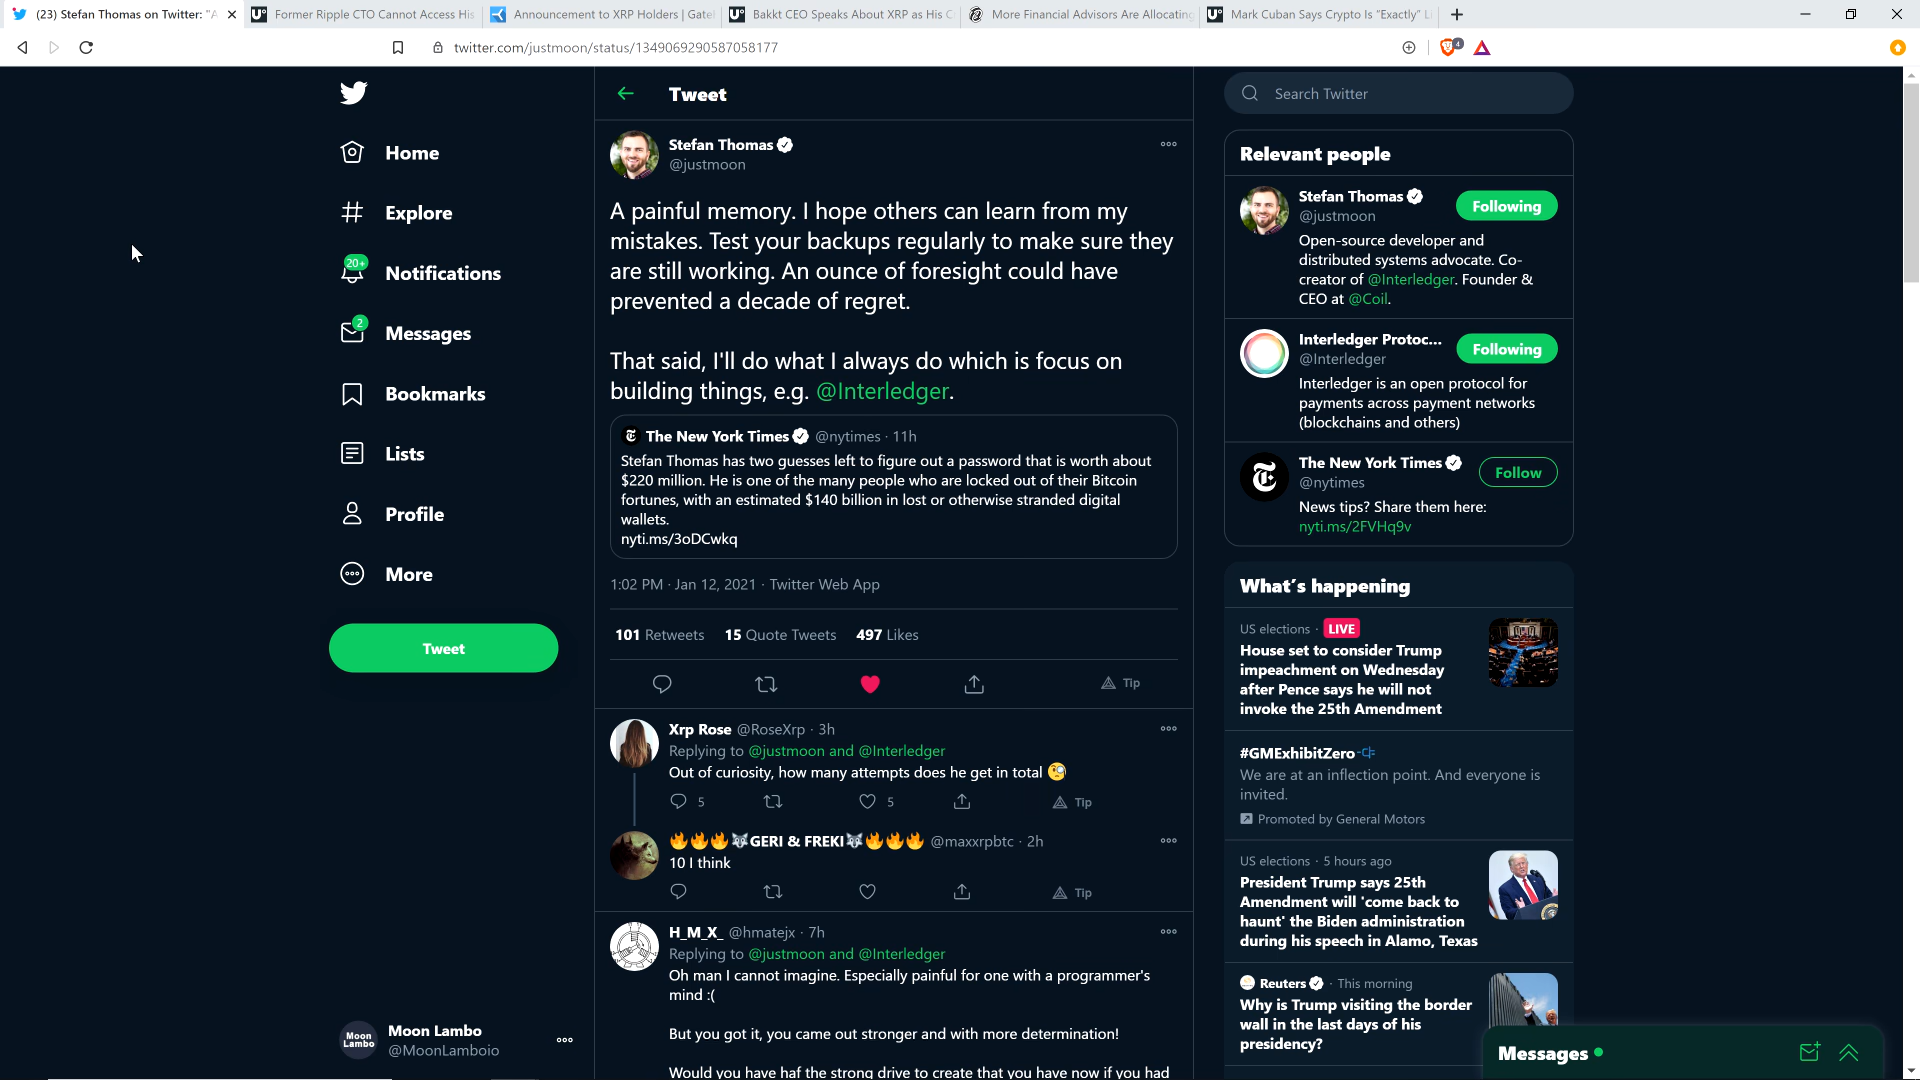 (23) Stefan Thomas on Twitter: "A
Former Ripple CTO Cannot Access His
Announcement to XRP Holders | Gate
Bakkt CEO Speaks About XRP as His C
More Financial Advisors Are Allocating
Mark Cuban Says Crypto Is "Exactly" L
twitter.com/justmoon/status/1349069290587058177
4
Home
Explore
20+
Notifications
2
Messages
Bookmarks
Lists
Profile
More
Tweet
Moon Lambo
Moon Lambo
@MoonLamboio
Tweet
Stefan Thomas
@justmoon
A painful memory. I hope others can learn from my
mistakes. Test your backups regularly to make sure they
are still working. An ounce of foresight could have
prevented a decade of regret.
That said, I'll do what I always do which is focus on
building things, e.g. @Interledger.
The New York Times @nytimes · 11h
Stefan Thomas has two guesses left to figure out a password that is worth about
$220 million. He is one of the many people who are locked out of their Bitcoin
fortunes, with an estimated $140 billion in lost or otherwise stranded digital
wallets.
nyti.ms/3oDCwkq
1:02 PM · Jan 12, 2021 · Twitter Web App
101 Retweets 15 Quote Tweets 497 Likes
Tip
Xrp Rose @RoseXrp · 3h
Replying to @justmoon and @Interledger
Out of curiosity, how many attempts does he get in total 🧐
5 5 Tip
🔥🔥🔥🐺GERI & FREKI🐺🔥🔥🔥 @maxxrpbtc · 2h
10 I think
Tip
H_M_X_ @hmatejx · 7h
Replying to @justmoon and @Interledger
Oh man I cannot imagine. Especially painful for one with a programmer's
mind :(
But you got it, you came out stronger and with more determination!
Would you have haf the strong drive to create that you have now if you had
Search Twitter
Relevant people
Stefan Thomas
@justmoon
Following
Open-source developer and
distributed systems advocate. Co-
creator of @Interledger. Founder &
CEO at @Coil.
Interledger Protoc...
@Interledger
Following
Interledger is an open protocol for
payments across payment networks
(blockchains and others)
The New York Times
@nytimes
Follow
News tips? Share them here:
nyti.ms/2FVHq9v
What's happening
US elections · LIVE
House set to consider Trump
impeachment on Wednesday
after Pence says he will not
invoke the 25th Amendment
#GMExhibitZero
We are at an inflection point. And everyone is
invited.
Promoted by General Motors
US elections · 5 hours ago
President Trump says 25th
Amendment will 'come back to
haunt' the Biden administration
during his speech in Alamo, Texas
Reuters · This morning
Why is Trump visiting the border
wall in the last days of his
presidency?
Messages